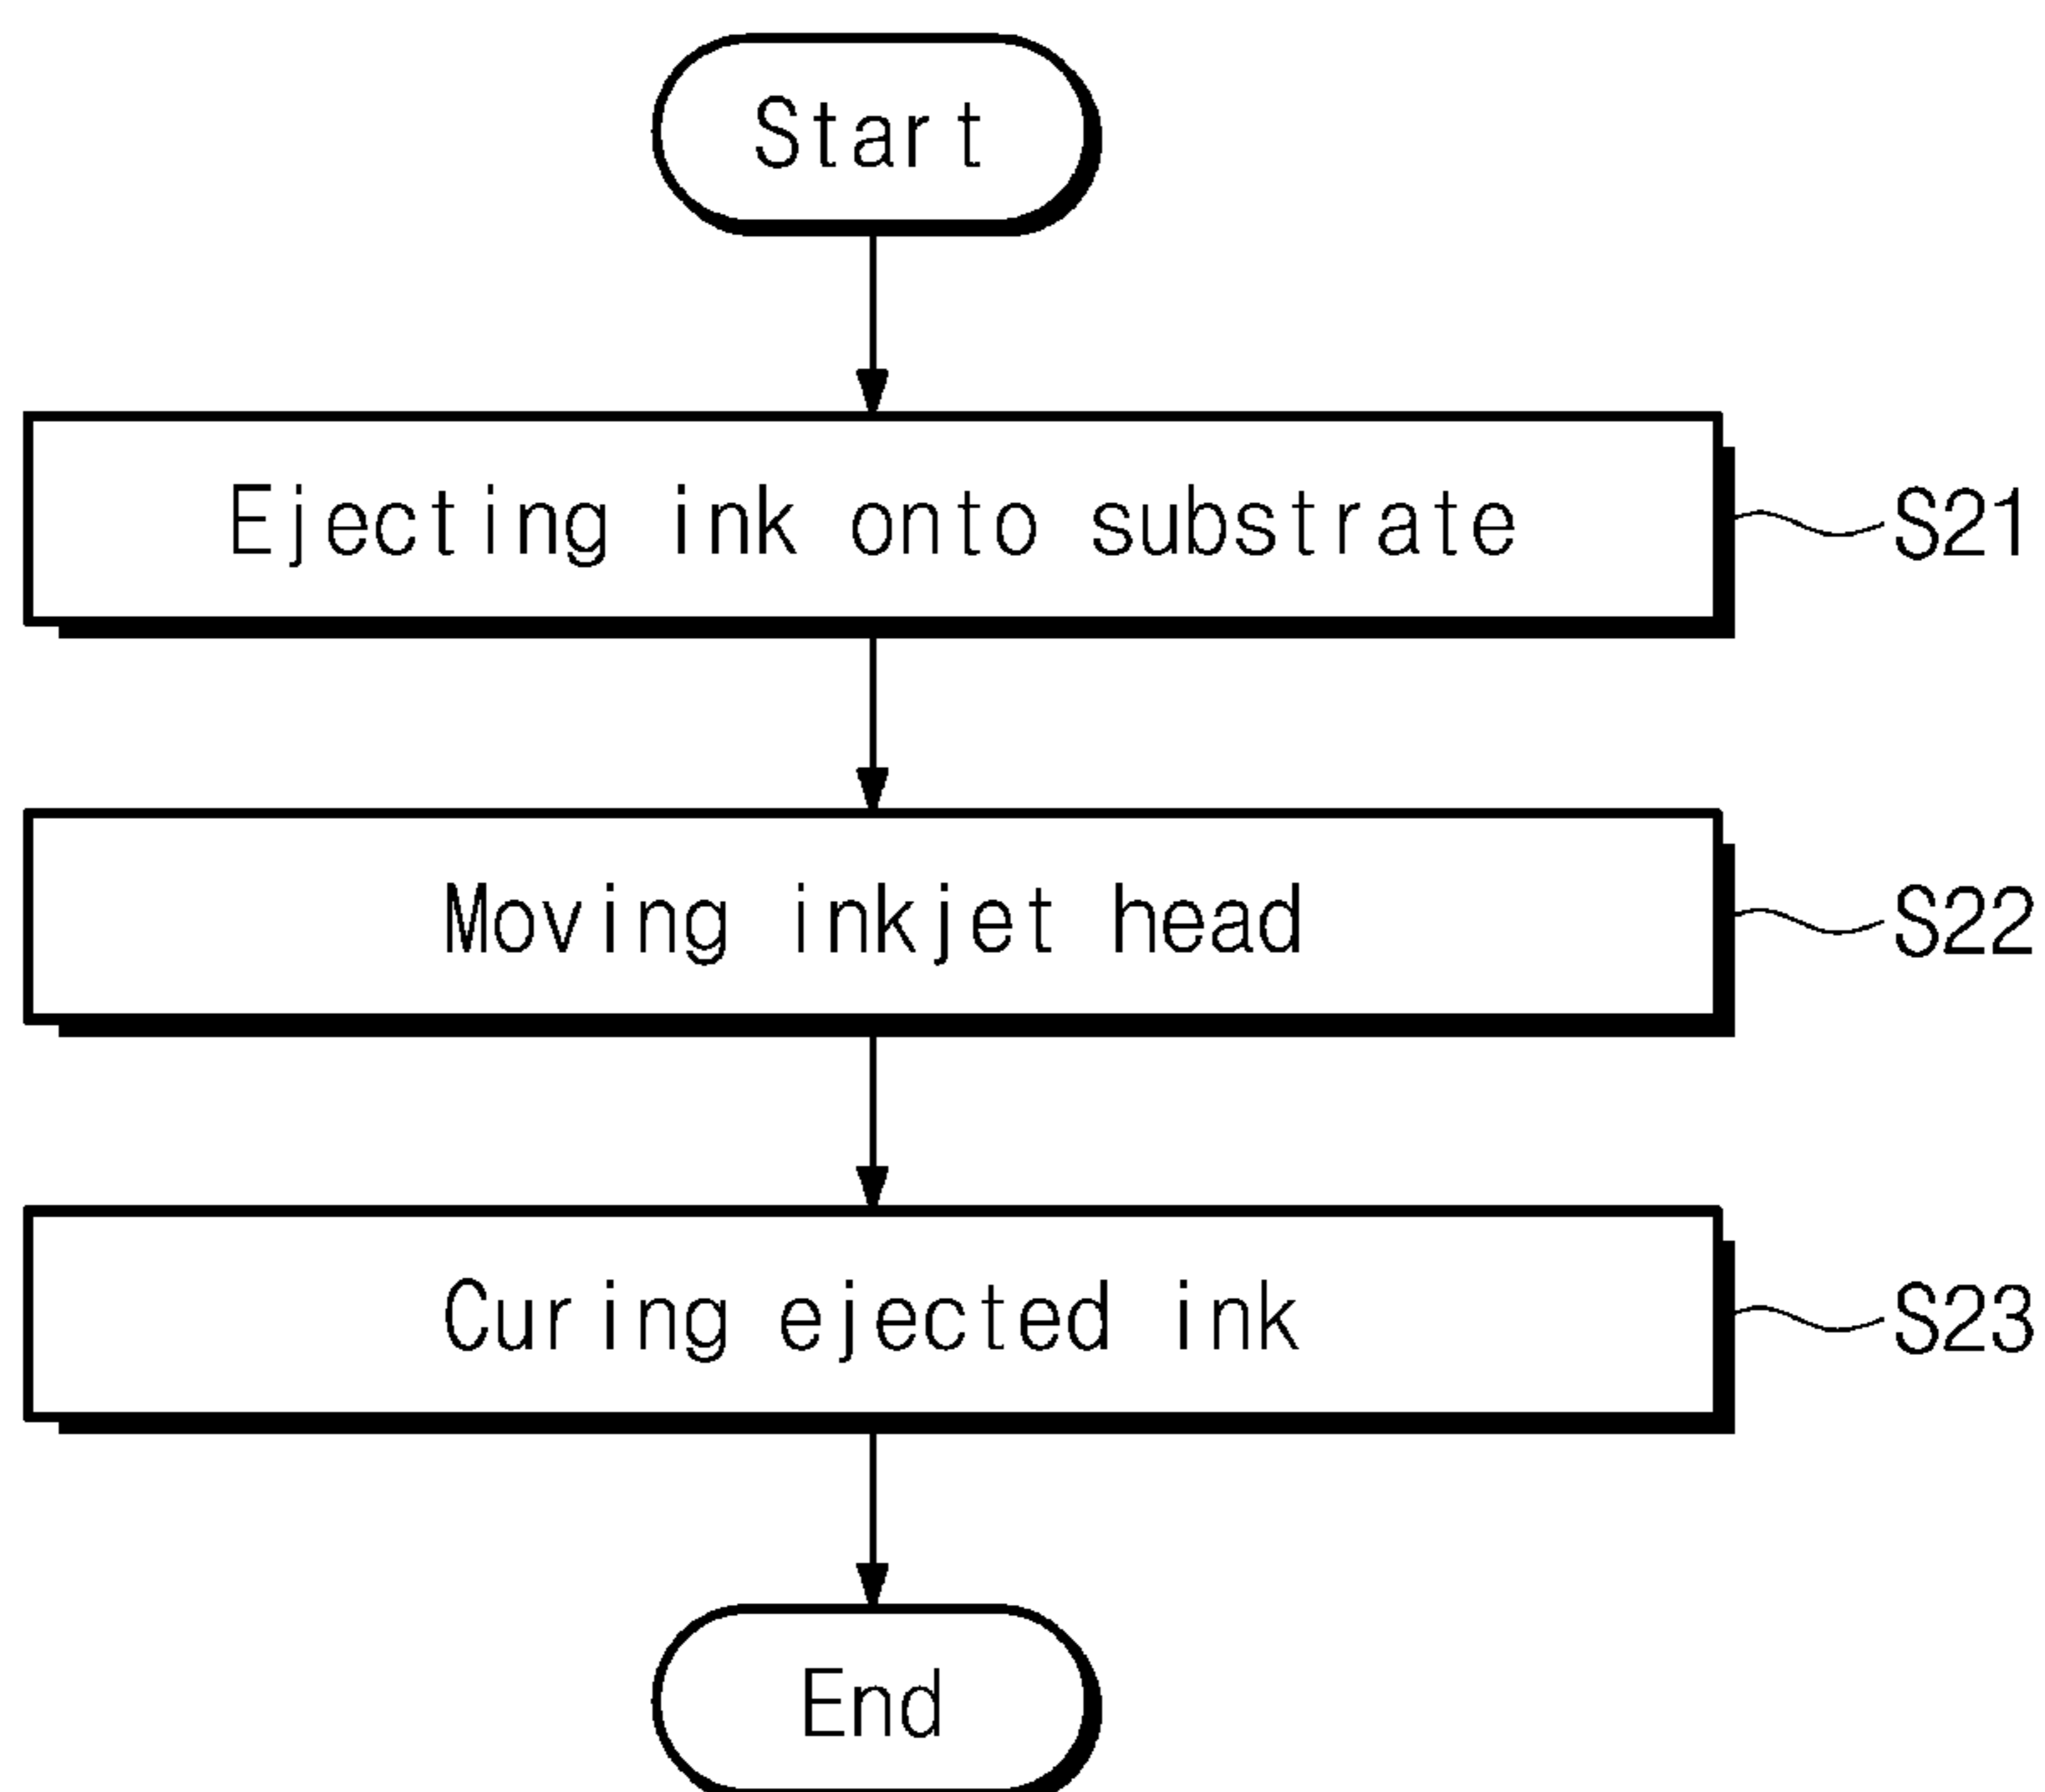 Start
Ejecting ink onto substrate
S21
Moving inkjet head
S22
Curing ejected ink
S23
End